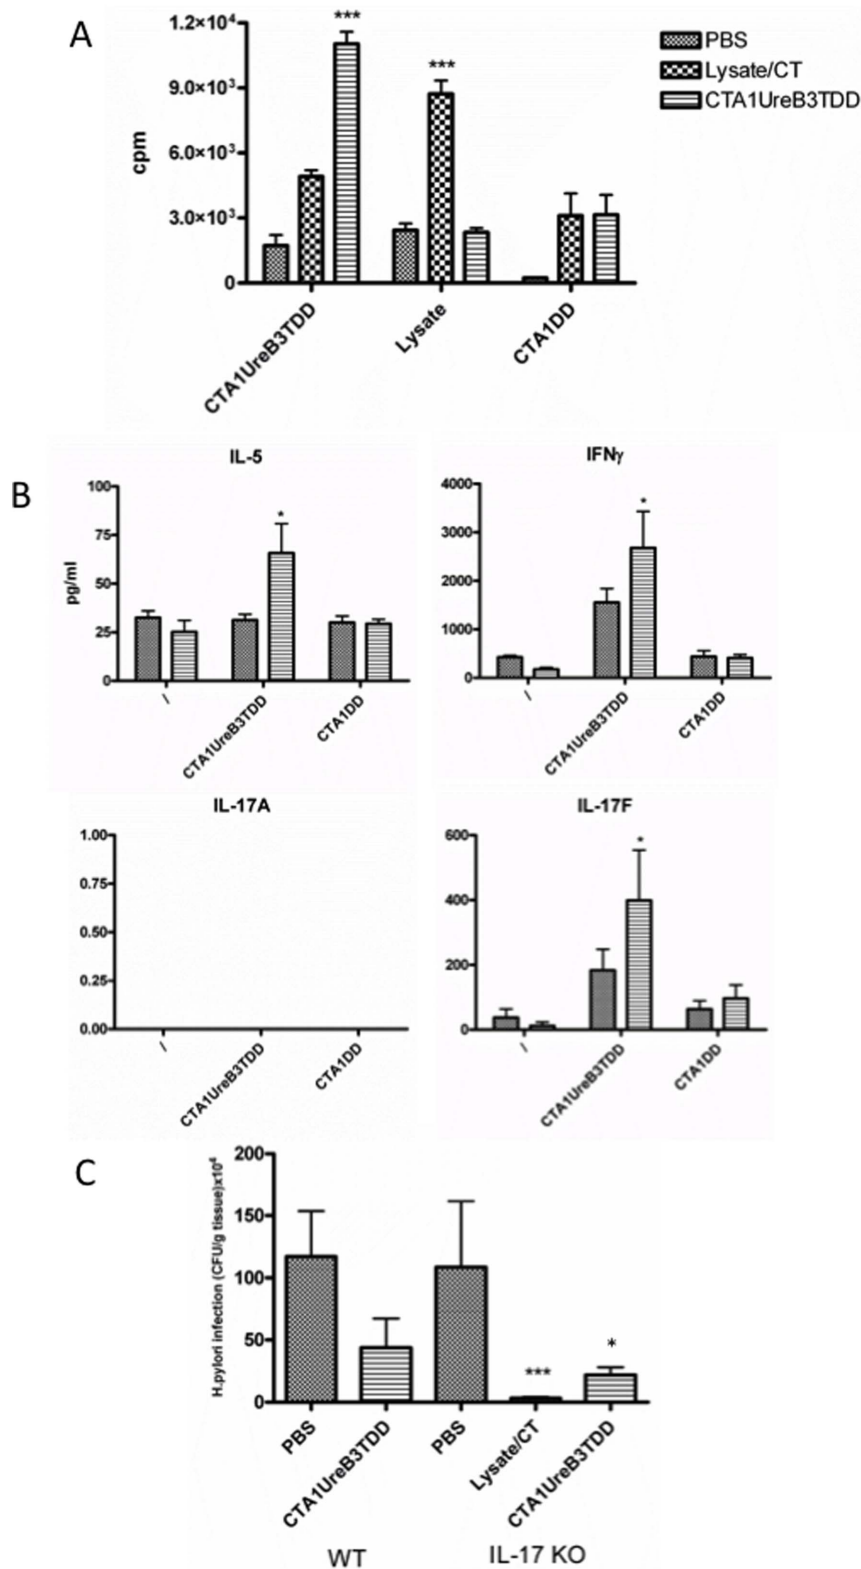 A
***
***
1.2×10⁴
9.0×10³
6.0×10³
3.0×10³
0
cpm
CTA1UreB3TDD
Lysate
CTA1DD
PBS
Lysate/CT
CTA1UreB3TDD
B
IL-5
100
75
50
25
0
pg/ml
*
/
CTA1UreB3TDD
CTA1DD
IFNγ
4000
3000
2000
1000
0
*
/
CTA1UreB3TDD
CTA1DD
IL-17A
1.00
0.75
0.50
0.25
0.00
/
CTA1UreB3TDD
CTA1DD
IL-17F
600
400
200
0
*
/
CTA1UreB3TDD
CTA1DD
C
H.pylori infection (CFU/g tissue)x10⁴
200
150
100
50
0
***
*
PBS
CTA1UreB3TDD
PBS
Lysate/CT
CTA1UreB3TDD
WT
IL-17 KO